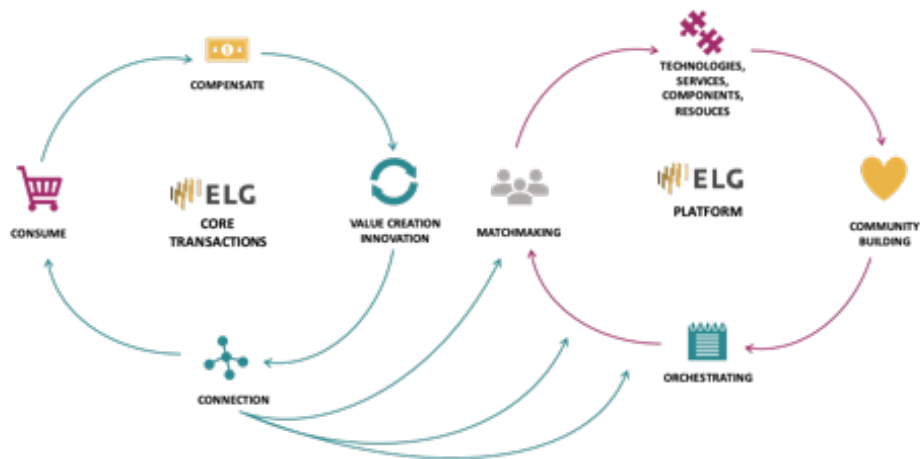 COMPENSATE
CONSUME
ELG
CORE
TRANSACTIONS
VALUE CREATION
INNOVATION
CONNECTION
TECHNOLOGIES,
SERVICES,
COMPONENTS,
RESOUCES
MATCHMAKING
ELG
PLATFORM
COMMUNITY
BUILDING
ORCHESTRATING